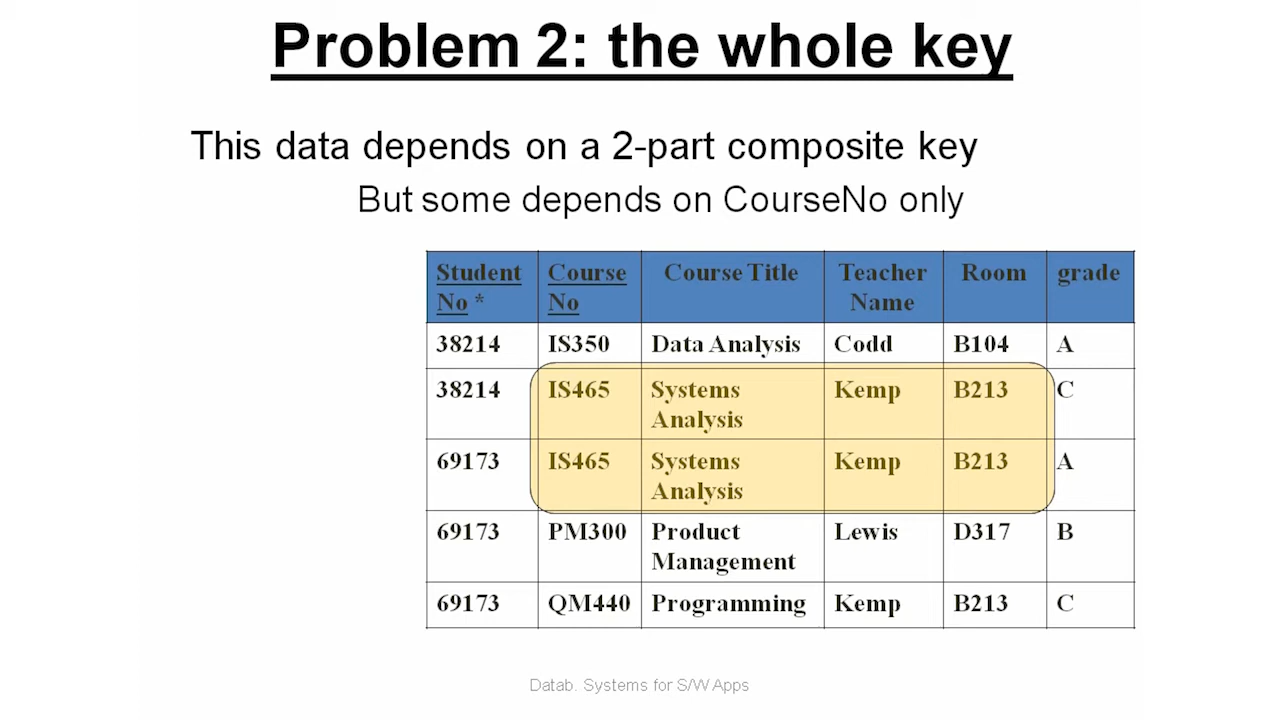 Problem 2: the whole key
This data depends on a 2-part composite key
But some depends on CourseNo only
Student No * Course No Course Title Teacher Name Room grade
38214 IS350 Data Analysis Codd B104 A
38214 IS465 Systems Analysis Kemp B213 C
69173 IS465 Systems Analysis Kemp B213 A
69173 PM300 Product Management Lewis D317 B
69173 QM440 Programming Kemp B213 C
Datab. Systems for S/W Apps